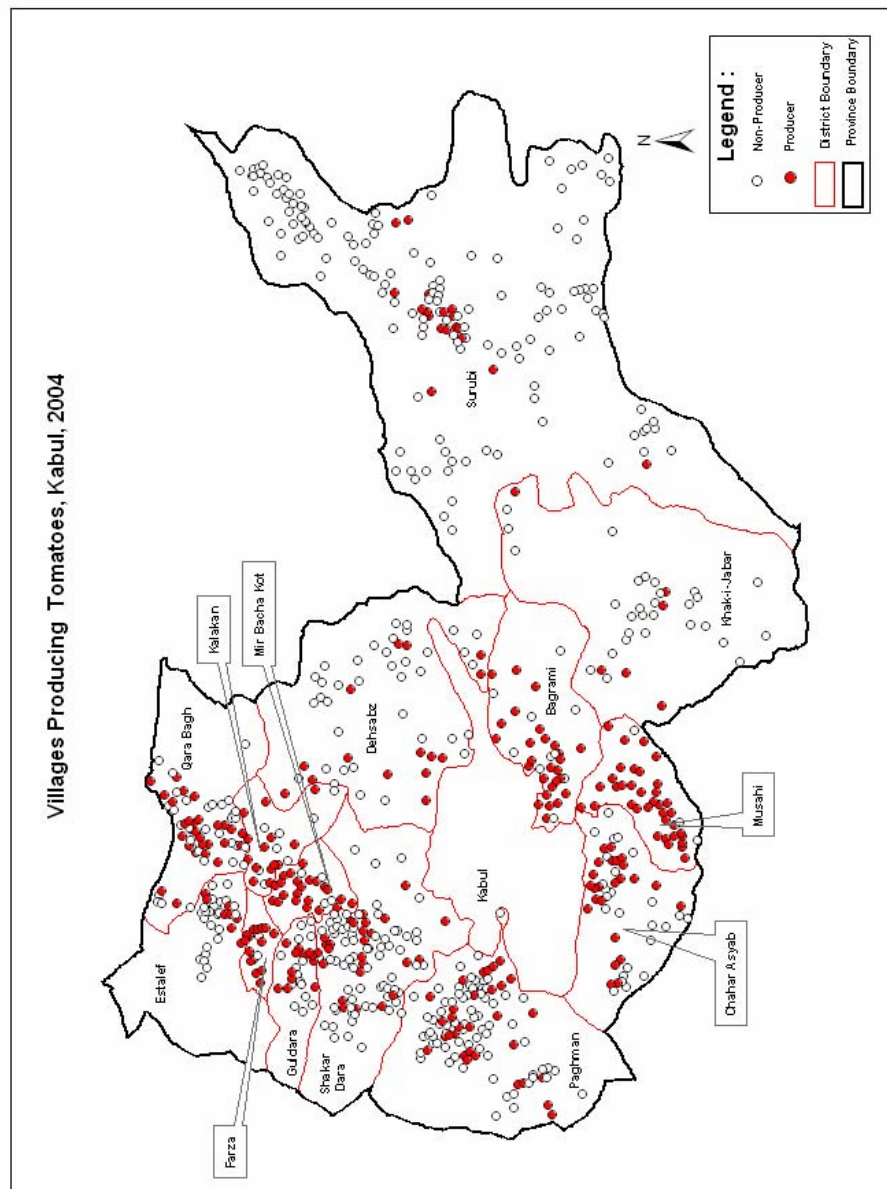 Villages Producing Tomatoes, Kabul, 2004
Kalakan
Mir Bacha Kot
Qara Bagh
Estalef
Farza
Guldara
Shakar
Dara
Dehsabz
Surubi
Kabul
Bagrami
Khak-i-Jabar
Paghman
Chahar Asyab
Musahi
N
Legend :
Non-Producer
Producer
District Boundary
Province Boundary